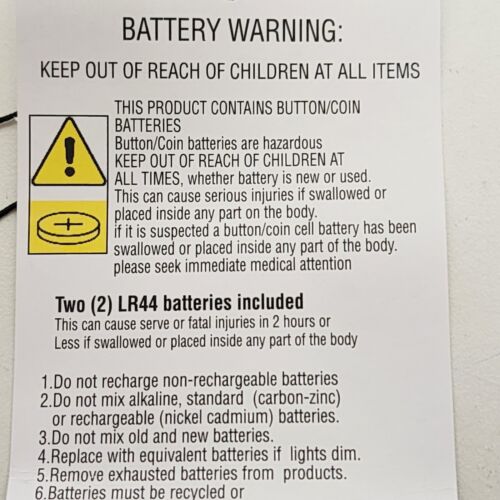 BATTERY WARNING:
KEEP OUT OF REACH OF CHILDREN AT ALL ITEMS
THIS PRODUCT CONTAINS BUTTON/COIN
BATTERIES
Button/Coin batteries are hazardous
KEEP OUT OF REACH OF CHILDREN AT
ALL TIMES, whether battery is new or used.
This can cause serious injuries if swallowed or
placed inside any part on the body.
if it is suspected a button/coin cell battery has been
swallowed or placed inside any part of the body.
please seek immediate medical attention
Two (2) LR44 batteries included
This can cause serve or fatal injuries in 2 hours or
Less if swallowed or placed inside any part of the body
1.Do not recharge non-rechargeable batteries
2.Do not mix alkaline, standard (carbon-zinc)
or rechargeable (nickel cadmium) batteries.
3.Do not mix old and new batteries.
4.Replace with equivalent batteries if lights dim.
5.Remove exhausted batteries from products.
6.Batteries must be recycled or